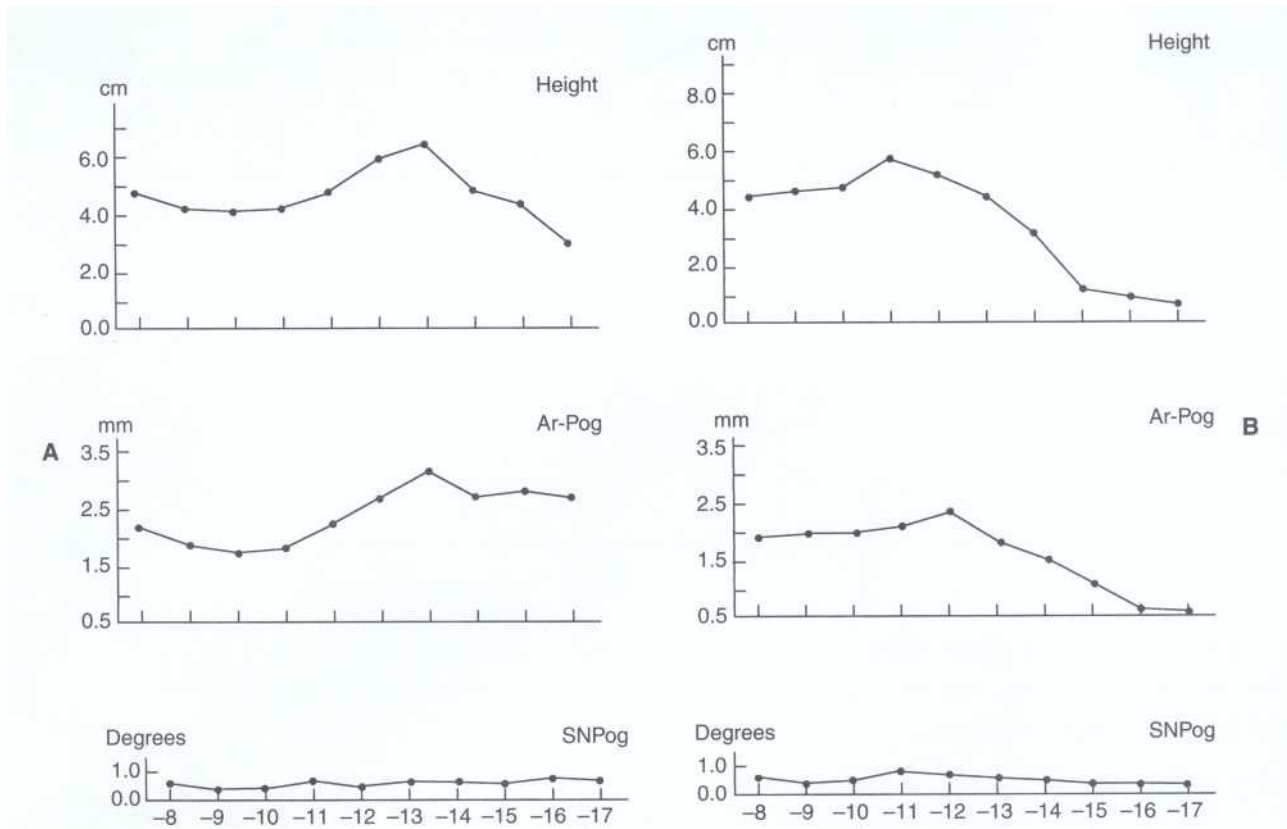 cm
Height
6.0
4.0
2.0
0.0
cm
Height
8.0
6.0
4.0
2.0
0.0
A
mm
Ar-Pog
3.5
2.5
1.5
0.5
mm
Ar-Pog
B
3.5
2.5
1.5
0.5
Degrees
SNPog
1.0
0.0
–8 –9 –10 –11 –12 –13 –14 –15 –16 –17
Degrees
SNPog
1.0
0.0
–8 –9 –10 –11 –12 –13 –14 –15 –16 –17